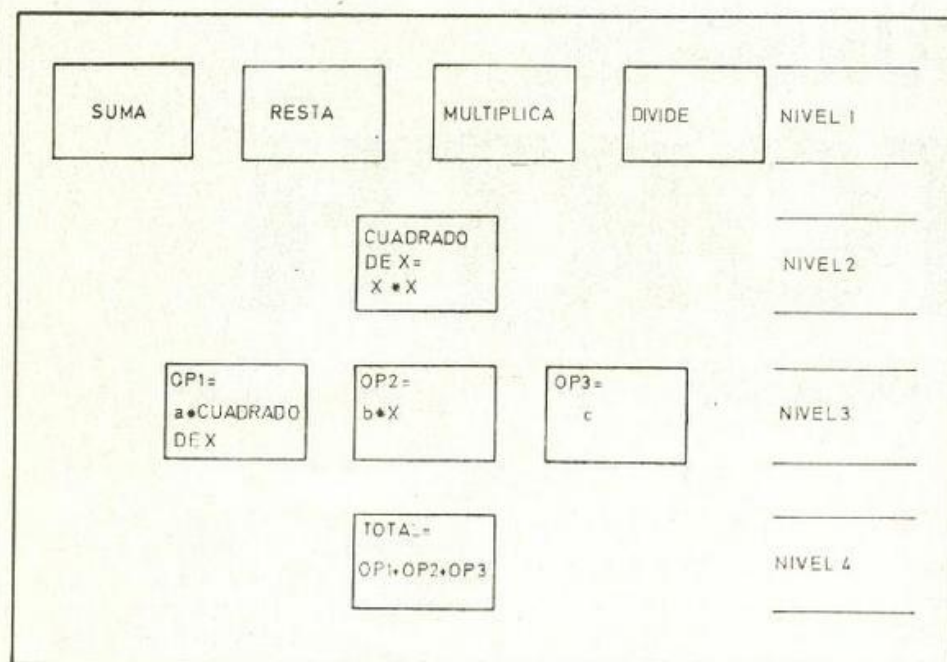 SUMA
RESTA
MULTIPLICA
DIVIDE
NIVEL 1
CUADRADO
DE X=
X * X
NIVEL 2
OP1=
a*CUADRADO
DE X
OP2=
b*X
OP3=
c
NIVEL 3
TOTAL=
OP1+OP2+OP3
NIVEL 4